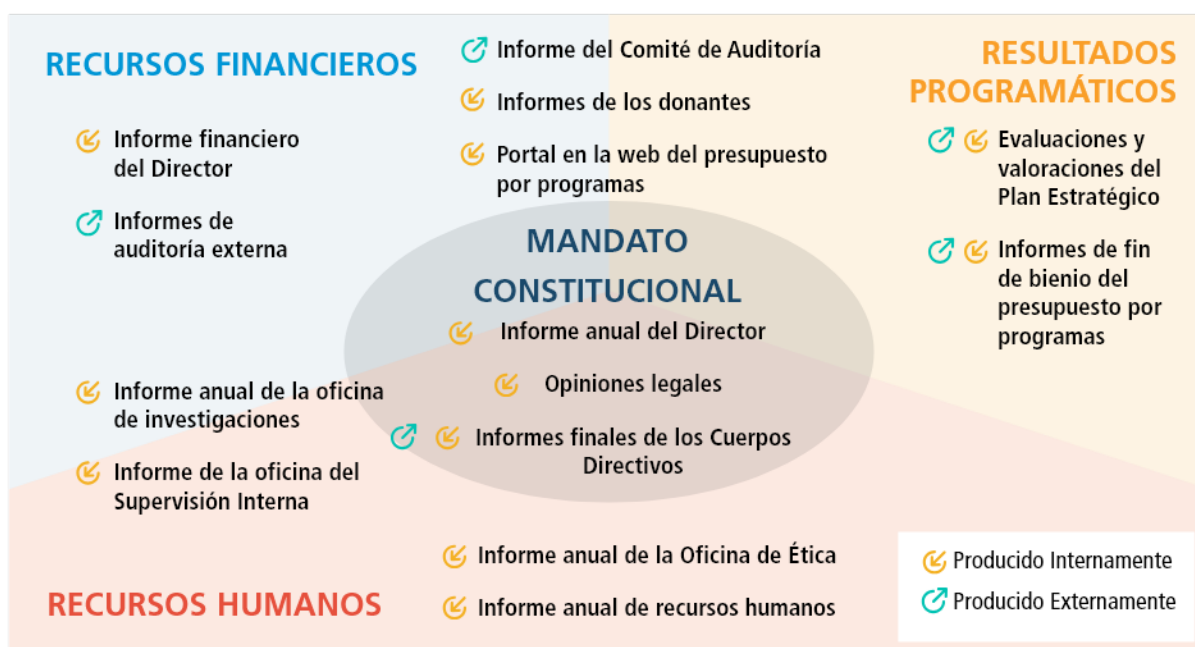 RECURSOS FINANCIEROS
Informe financiero
del Director
Informes de
auditoría externa
Informe del Comité de Auditoría
Informes de los donantes
Portal en la web del presupuesto
por programas
RESULTADOS
PROGRAMÁTICOS
Evaluaciones y
valoraciones del
Plan Estratégico
Informes de fin
de bienio del
presupuesto por
programas
MANDATO
CONSTITUCIONAL
Informe anual del Director
Opiniones legales
Informes finales de los Cuerpos
Directivos
Informe anual de la oficina
de investigaciones
Informe de la oficina del
Supervisión Interna
RECURSOS HUMANOS
Informe anual de la Oficina de Ética
Informe anual de recursos humanos
Producido Internamente
Producido Externamente